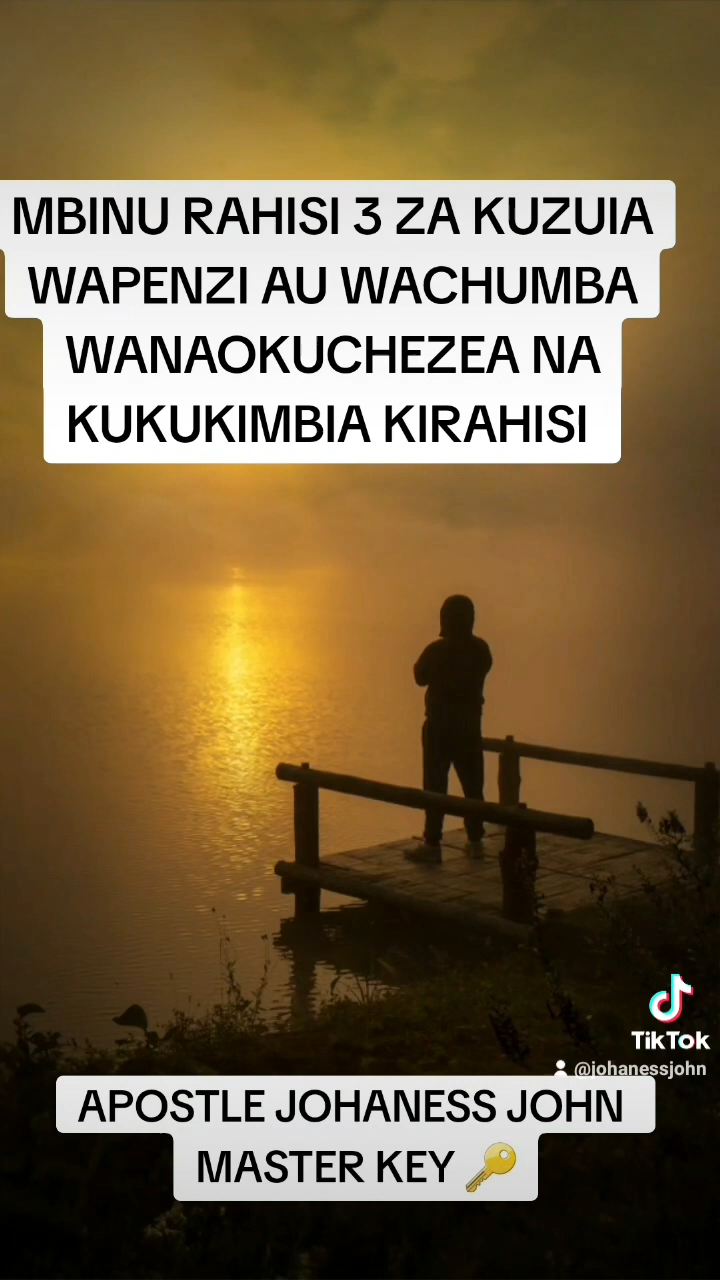 MBINU RAHISI 3 ZA KUZUIA
WAPENZI AU WACHUMBA
WANAOKUCHEZEA NA
KUKUKIMBIA KIRAHISI
TikTok
@johanessjohn
APOSTLE JOHANESS JOHN
MASTER KEY 🔑